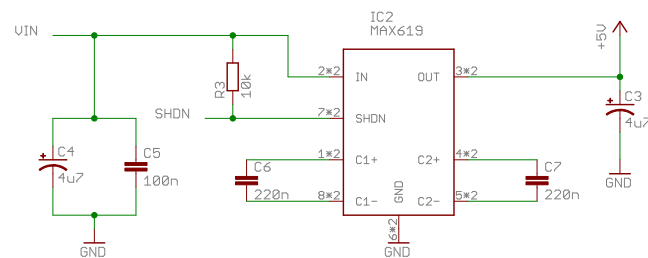 IC2
MAX619
VIN
+5V
R3
10k
2*2
IN
OUT
3*2
C3
4u7
SHDN
7*2
SHDN
C4
4u7
C5
100n
1*2
C1+
C2+
4*2
C6
220n
C7
220n
8*2
C1-
GND
C2-
5*2
6*2
GND
GND
GND